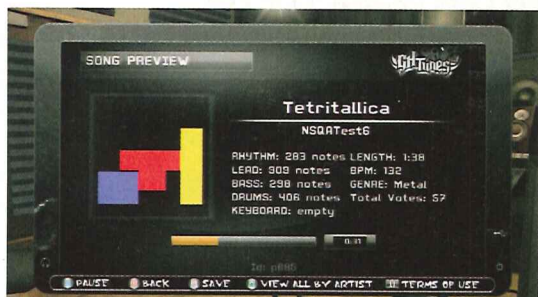 SONG PREVIEW
GHTunes
Tetritallica
NSQATest6
RHYTHM: 283 notes LENGTH: 1:38
LEAD: 909 notes BPM: 132
BASS: 298 notes GENRE: Metal
DRUMS: 406 notes Total Votes: 57
KEYBOARD: empty
0:31
PAUSE BACK SAVE VIEW ALL BY ARTIST TERMS OF USE